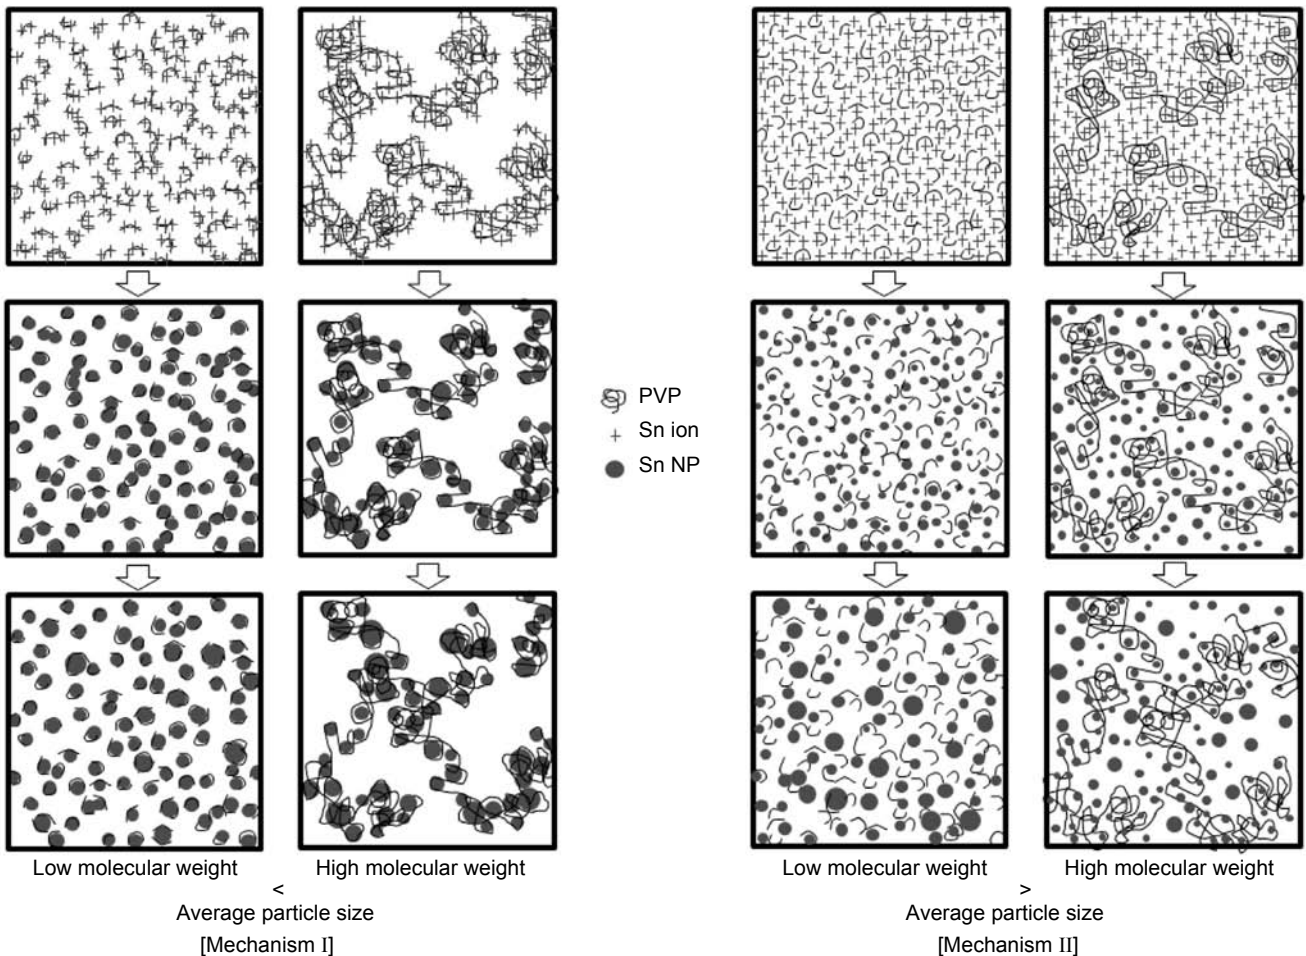 PVP
Sn ion
Sn NP
Low molecular weight
High molecular weight
<
Average particle size
[Mechanism I]
Low molecular weight
High molecular weight
>
Average particle size
[Mechanism II]